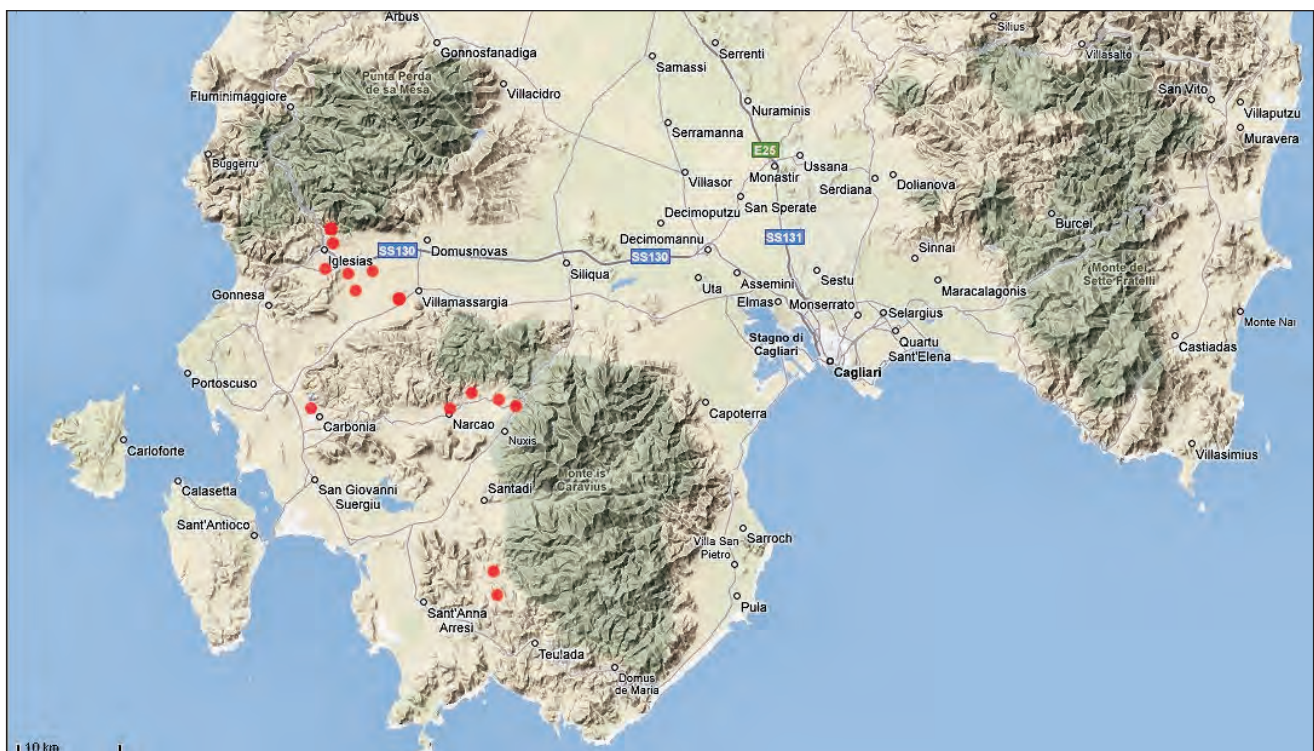 Arbus
Silius
Gonnosfanadiga
Serrenti
Villasalto
Samassi
Punta Perda
de sa Mesa
Villacidro
San Vito
Fluminimaggiore
Nuraminis
Villaputzu
Serramanna
Muravera
E25
Buggerru
Ussana
Monastir
Villasor
Serdiana
Dolianova
San Sperate
Decimoputzu
Burcei
SS131
Domusnovas
Decimomannu
Sinnai
SS130
Iglesias
SS130
Siliqua
Sestu
Uta
Assemini
Monte dei
Sette Fratelli
Maracalagonis
Gonnesa
Villamassargia
Elmas
Monserrato
Selargius
Monte Nai
Stagno di
Cagliari
Quartu
Sant'Elena
Castiadas
Cagliari
Portoscuso
Capoterra
Carbonia
Narcao
Nuxis
Carloforte
Villasimius
Monte is
Caravius
Calasetta
San Giovanni
Suergiu
Santadi
Sant'Antioco
Sarroch
Villa San
Pietro
Pula
Sant'Anna
Arresi
Teulada
Domus
de Maria
10 km